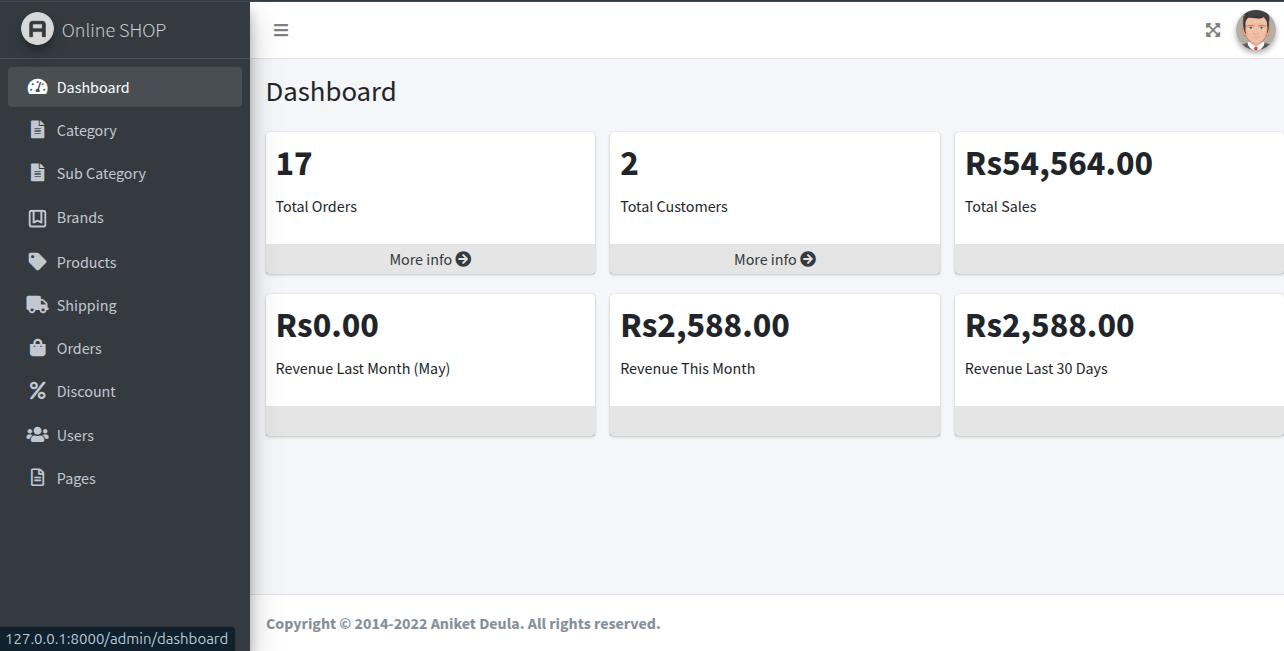 Online SHOP
Dashboard
Category
Sub Category
Brands
Products
Shipping
Orders
Discount
Users
Pages
127.0.0.1:8000/admin/dashboard
Dashboard
17
Total Orders
More info
2
Total Customers
More info
Rs54,564.00
Total Sales
Rs0.00
Revenue Last Month (May)
Rs2,588.00
Revenue This Month
Rs2,588.00
Revenue Last 30 Days
Copyright © 2014-2022 Aniket Deula. All rights reserved.